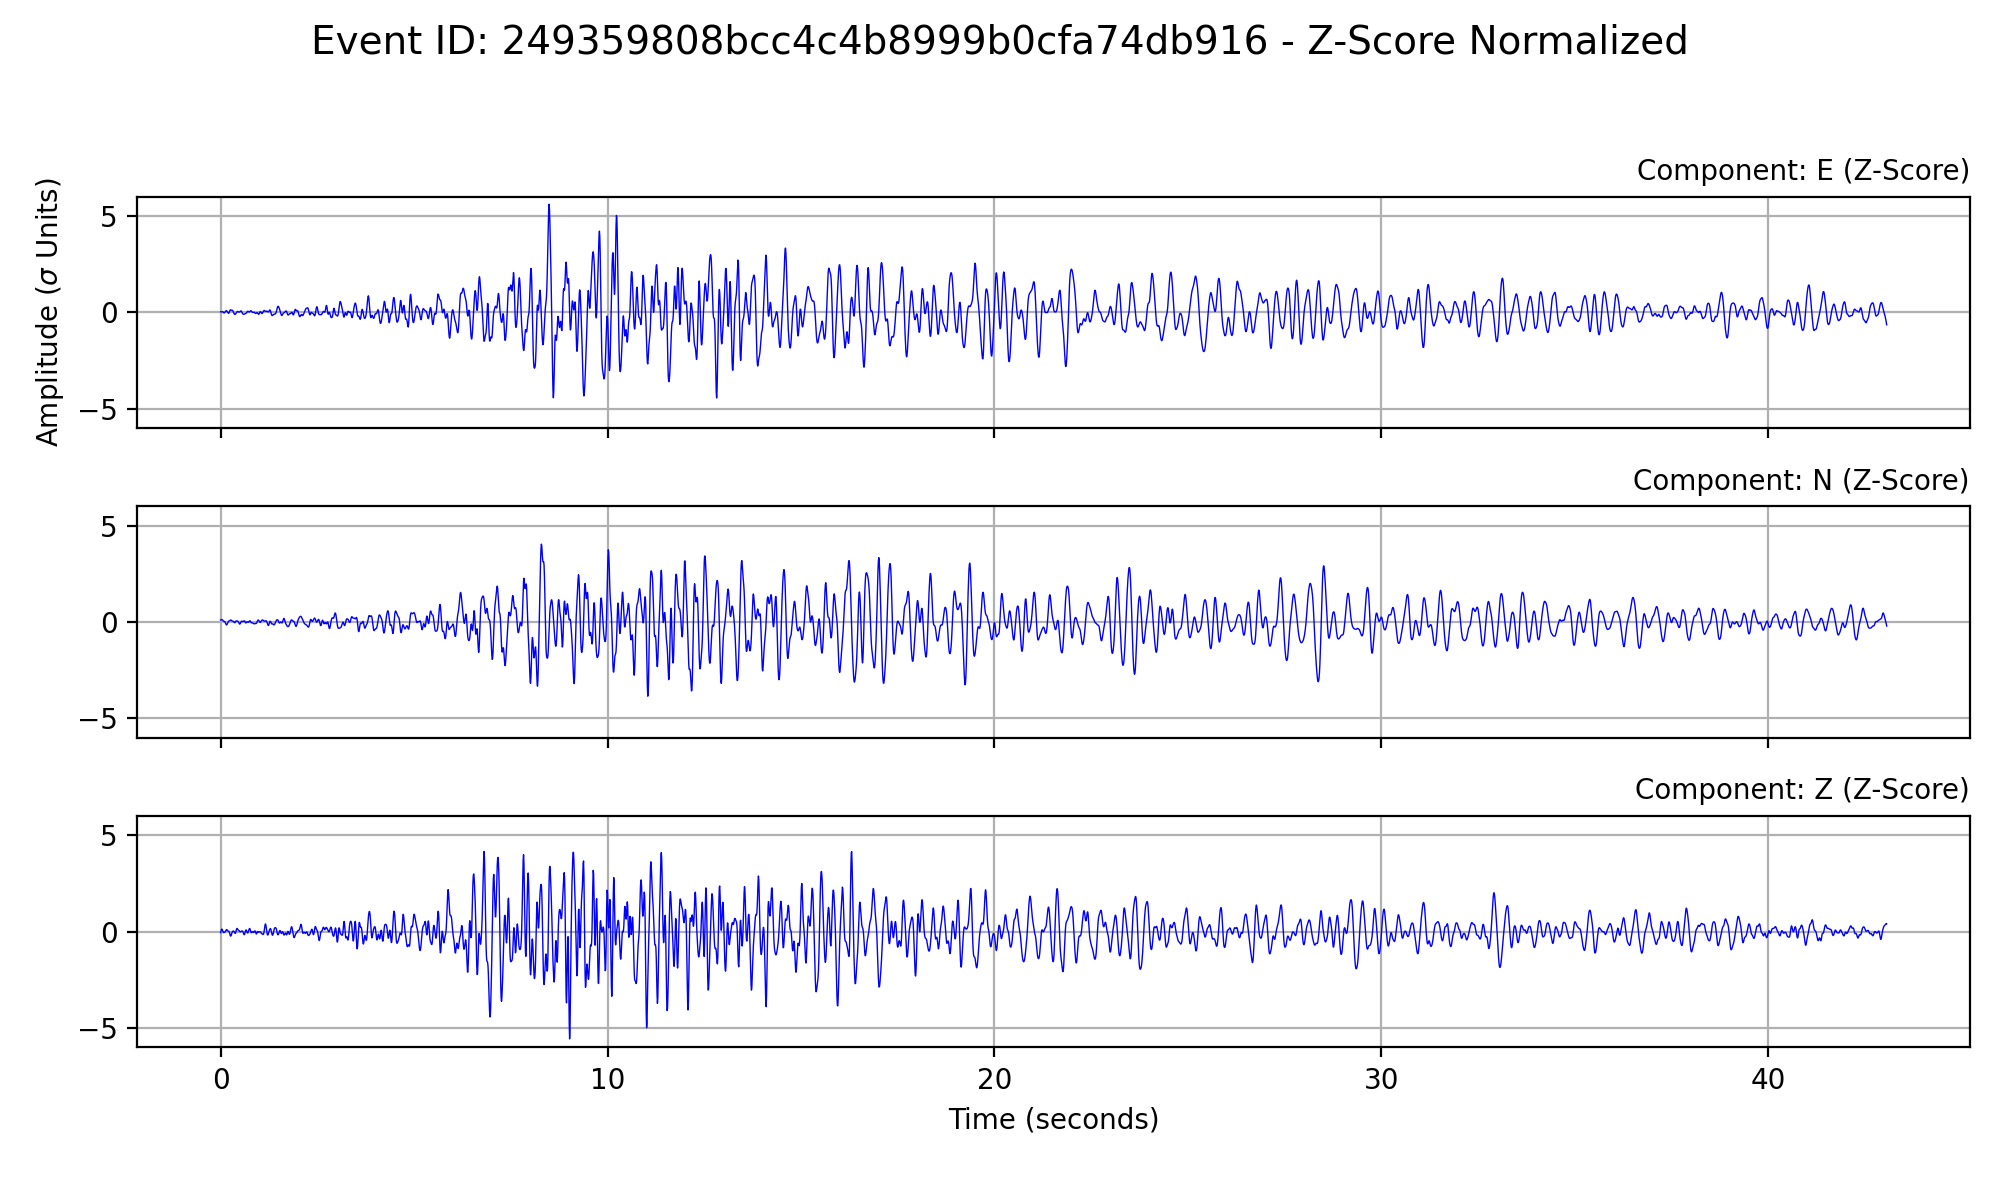 Event ID: 249359808bcc4c4b8999b0cfa74db916 - Z-Score Normalized
Component: E (Z-Score)
Amplitude (σ Units)
5
0
−5
Component: N (Z-Score)
5
0
−5
Component: Z (Z-Score)
5
0
−5
0 10 20 30 40
Time (seconds)